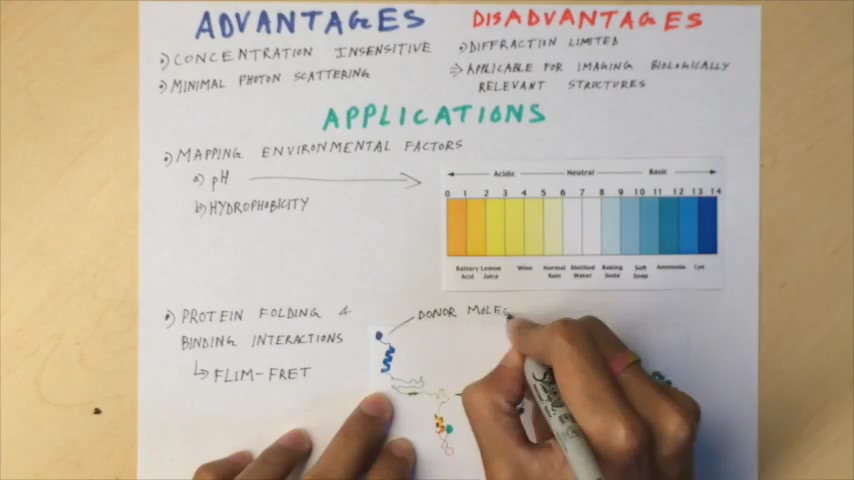 ADVANTAGES
DISADVANTAGES
CONCENTRATION INSENSITIVE
MINIMAL PHOTON SCATTERING
DIFFRACTION LIMITED
APPLICABLE FOR IMAGING BIOLOGICALLY
RELEVANT STRUCTURES
APPLICATIONS
MAPPING ENVIRONMENTAL FACTORS
a) pH
b) HYDROPHOBICITY
Acidic Neutral Basic
0 1 2 3 4 5 6 7 8 9 10 11 12 13 14
Battery Acid
Lemon Juice
Wine
Normal Rain
Distilled Water
Baking Soda
Soft Soap
Ammonia
Lye
PROTEIN FOLDING &
BINDING INTERACTIONS
FLIM-FRET
DONOR MOLEC